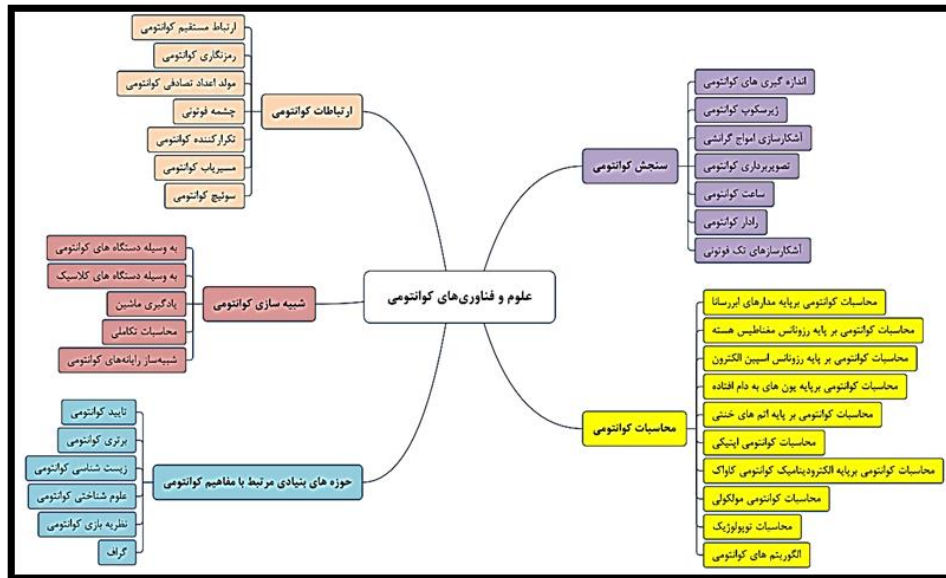 علوم و فناوری‌های کوانتومی
سنجش کوانتومی
اندازه گیری های کوانتومی
ژیرسکوپ کوانتومی
آشکارسازی امواج گرانشی
تصویربرداری کوانتومی
ساعت کوانتومی
رادار کوانتومی
آشکارسازهای تک فوتونی
محاسبات کوانتومی
محاسبات کوانتومی برپایه مدارهای ابررسانا
محاسبات کوانتومی بر پایه رزونانس مغناطیس هسته
محاسبات کوانتومی بر پایه رزونانس اسپین الکترون
محاسبات کوانتومی برپایه یون های به دام افتاده
محاسبات کوانتومی بر پایه اتم های خنثی
محاسبات کوانتومی اپتیکی
محاسبات کوانتومی برپایه الکترودینامیک کوانتومی کاواک
محاسبات کوانتومی مولکولی
محاسبات توپولوژیک
الگوریتم های کوانتومی
ارتباطات کوانتومی
ارتباط مستقیم کوانتومی
رمزنگاری کوانتومی
مولد اعداد تصادفی کوانتومی
چشمه فوتونی
تکرارکننده کوانتومی
مسیریاب کوانتومی
سوئیچ کوانتومی
شبیه سازی کوانتومی
به وسیله دستگاه های کوانتومی
به وسیله دستگاه های کلاسیک
یادگیری ماشین
محاسبات تکاملی
شبیه‌ساز رایانه‌های کوانتومی
حوزه های بنیادی مرتبط با مفاهیم کوانتومی
تایید کوانتومی
برتری کوانتومی
زیست شناسی کوانتومی
علوم شناختی کوانتومی
نظریه بازی کوانتومی
گراف